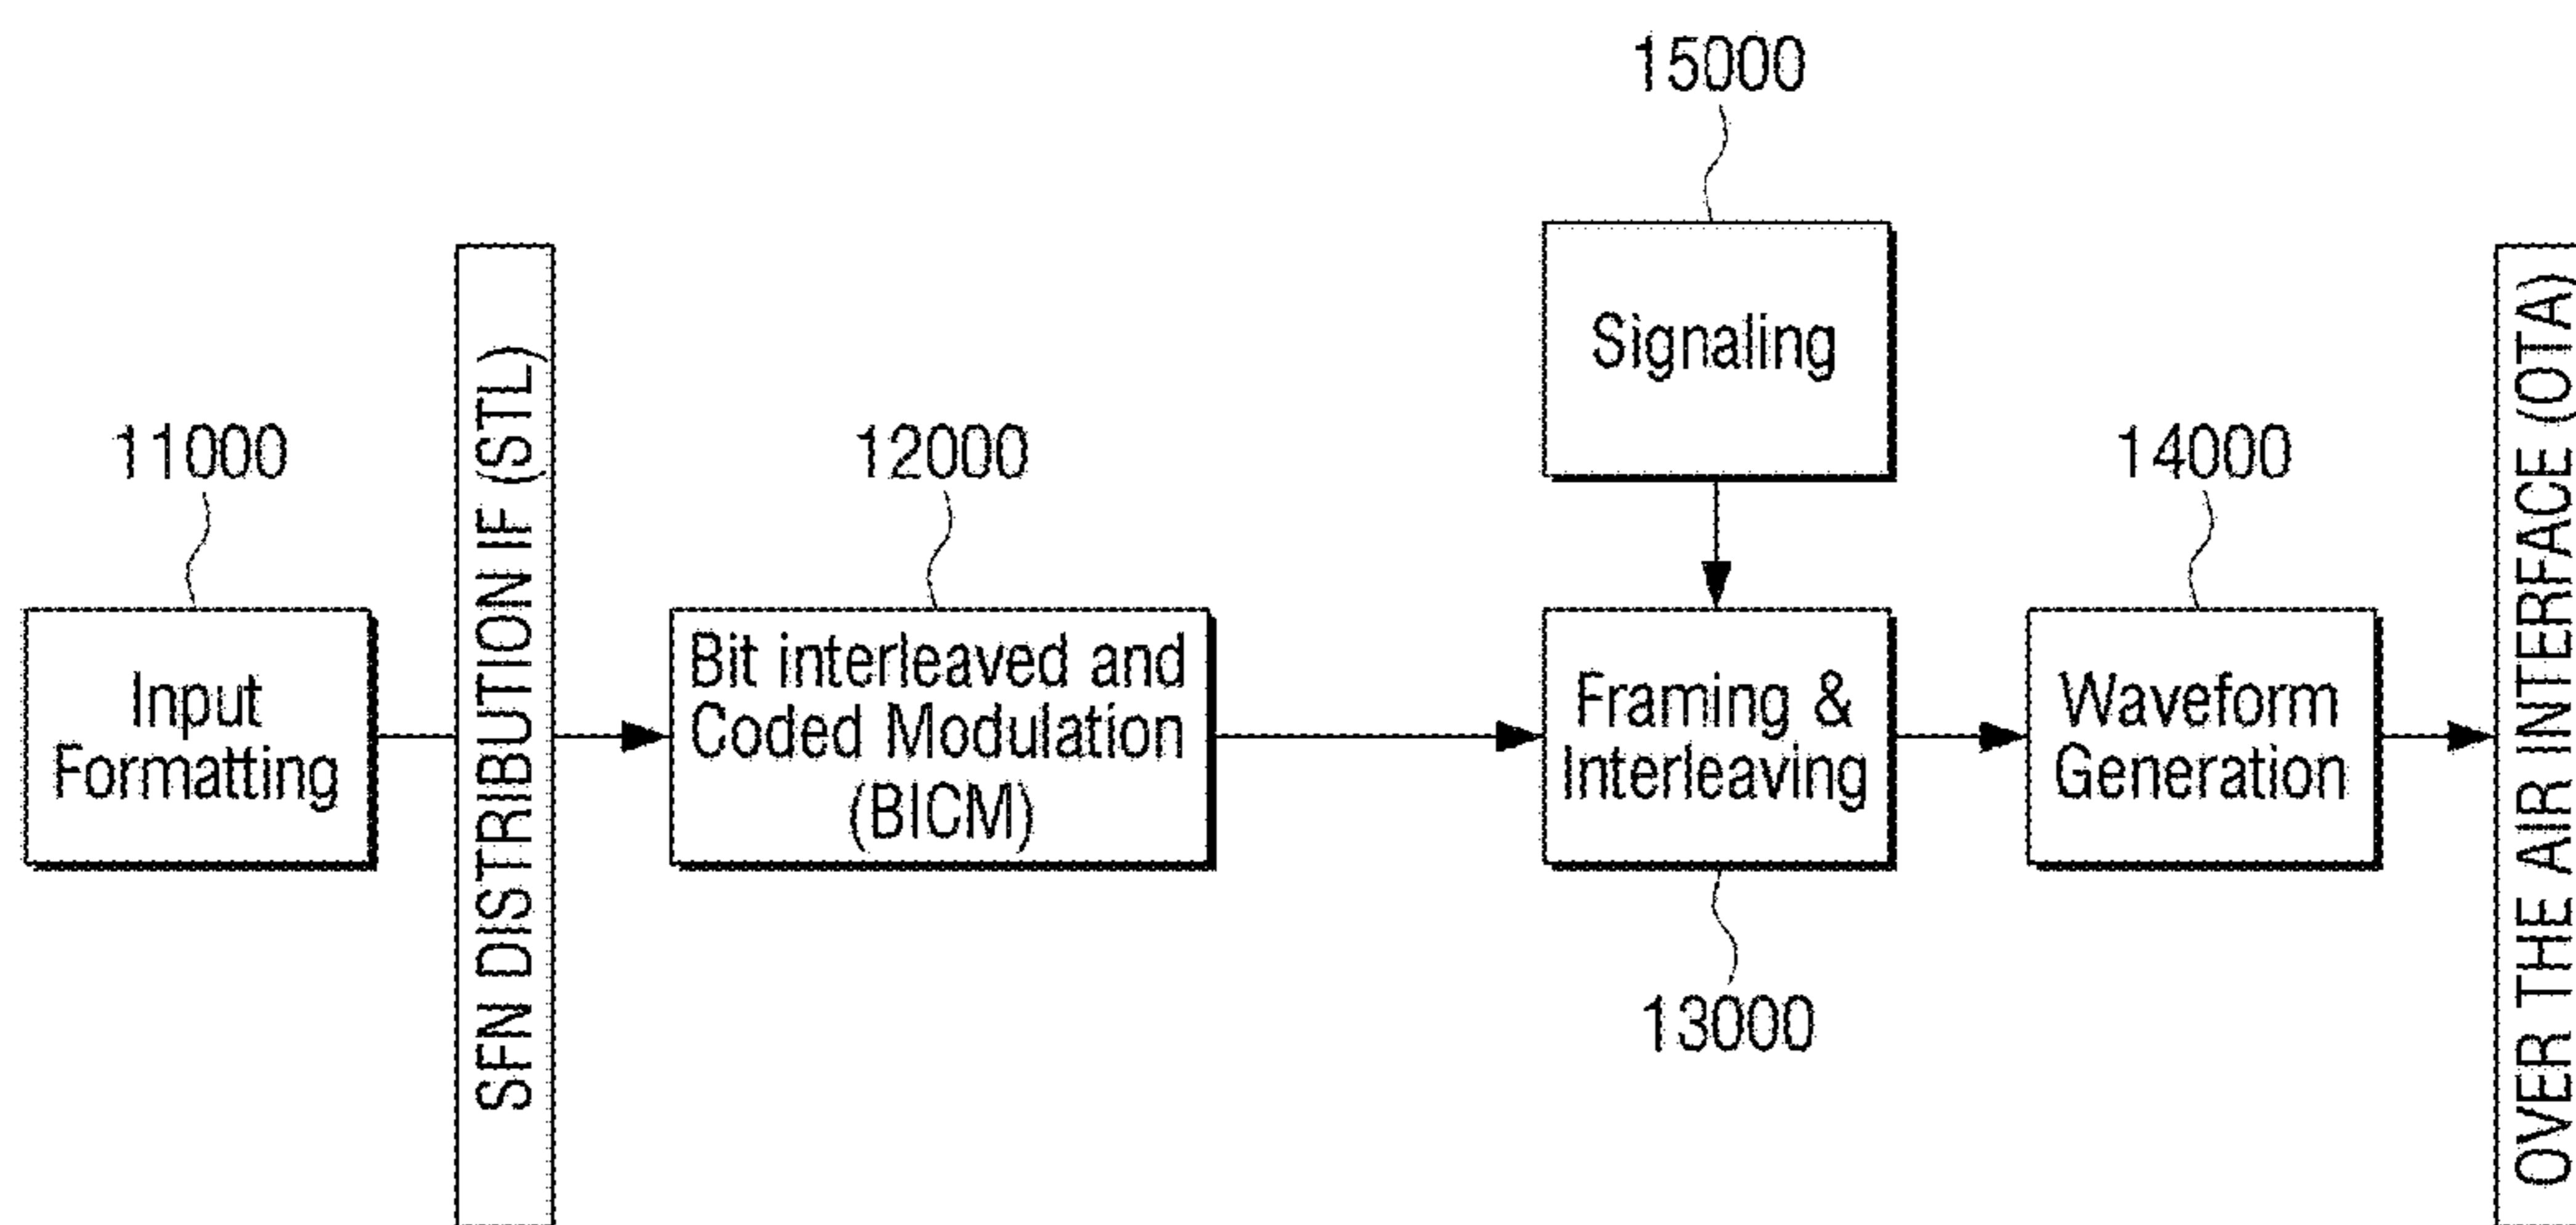 15000
Signaling
11000
12000
14000
Input
Formatting
SFN DISTRIBUTION IF (STL)
Bit interleaved and
Coded Modulation
(BICM)
Framing &
Interleaving
Waveform
Generation
OVER THE AIR INTERFACE (OTA)
13000